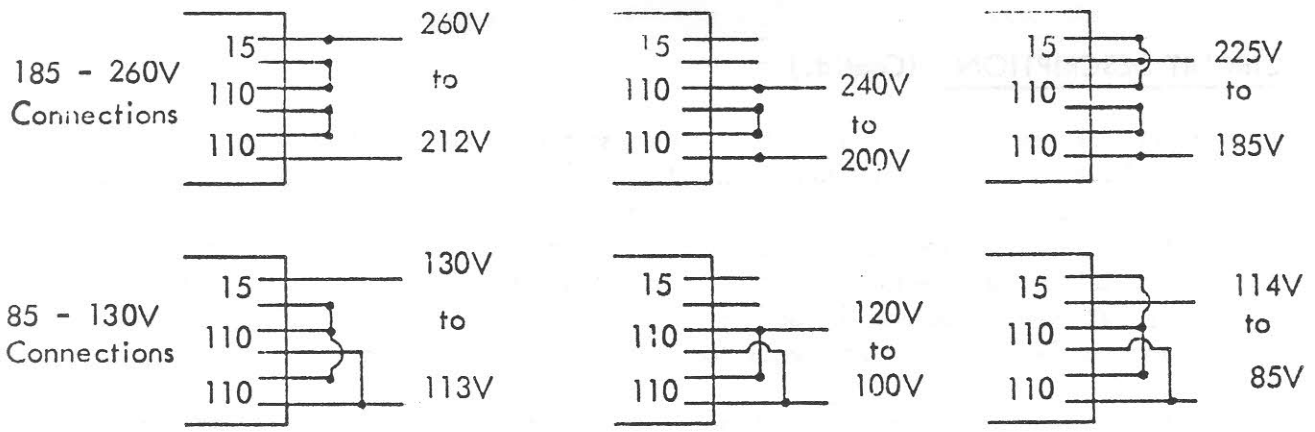 185 - 260V
Connections
15
110
110
260V
to
212V
15
110
110
240V
to
200V
15
110
110
225V
to
185V
85 - 130V
Connections
15
110
110
130V
to
113V
15
110
110
120V
to
100V
15
110
110
114V
to
85V